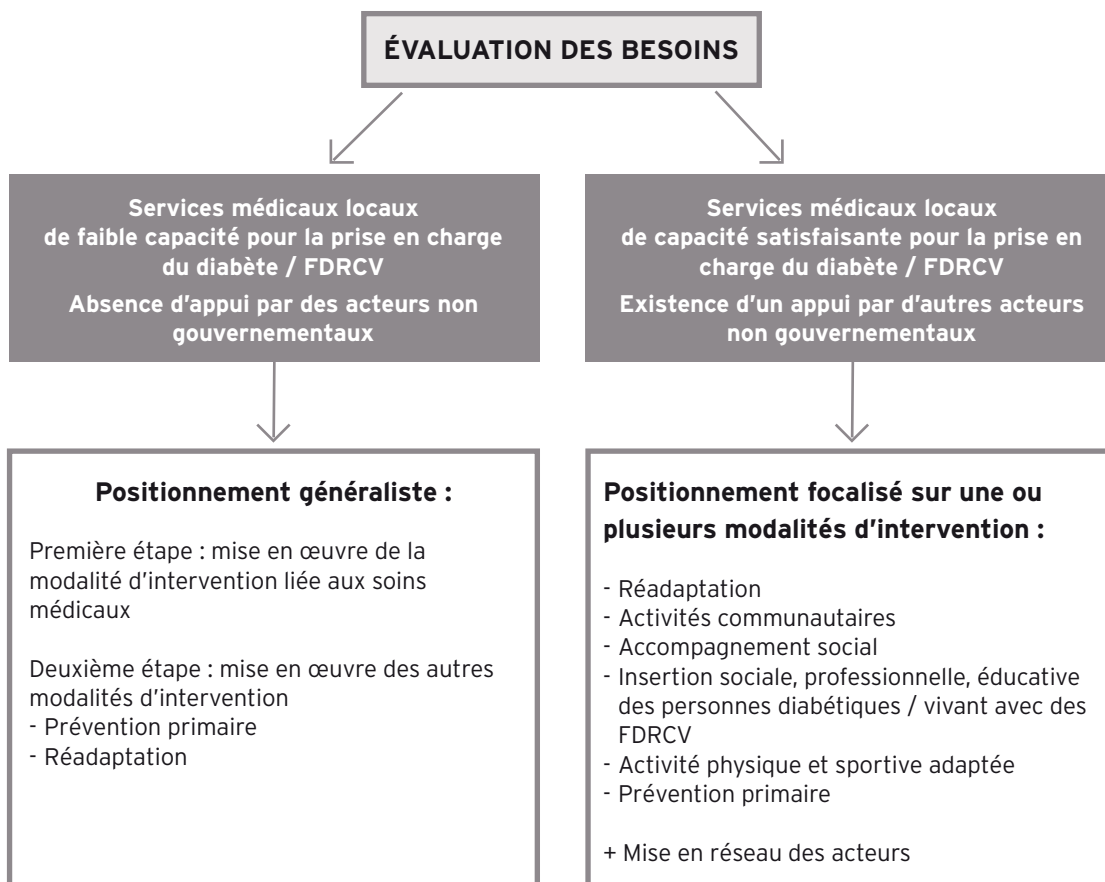 ÉVALUATION DES BESOINS
Services médicaux locaux
de faible capacité pour la prise en charge
du diabète / FDRCV
Absence d’appui par des acteurs non
gouvernementaux
Services médicaux locaux
de capacité satisfaisante pour la prise en
charge du diabète / FDRCV
Existence d’un appui par d’autres acteurs
non gouvernementaux
Positionnement généraliste :
Première étape : mise en œuvre de la
modalité d’intervention liée aux soins
médicaux
Deuxième étape : mise en œuvre des autres
modalités d’intervention
- Prévention primaire
- Réadaptation
Positionnement focalisé sur une ou
plusieurs modalités d’intervention :
- Réadaptation
- Activités communautaires
- Accompagnement social
- Insertion sociale, professionnelle, éducative
des personnes diabétiques / vivant avec des
FDRCV
- Activité physique et sportive adaptée
- Prévention primaire
+ Mise en réseau des acteurs